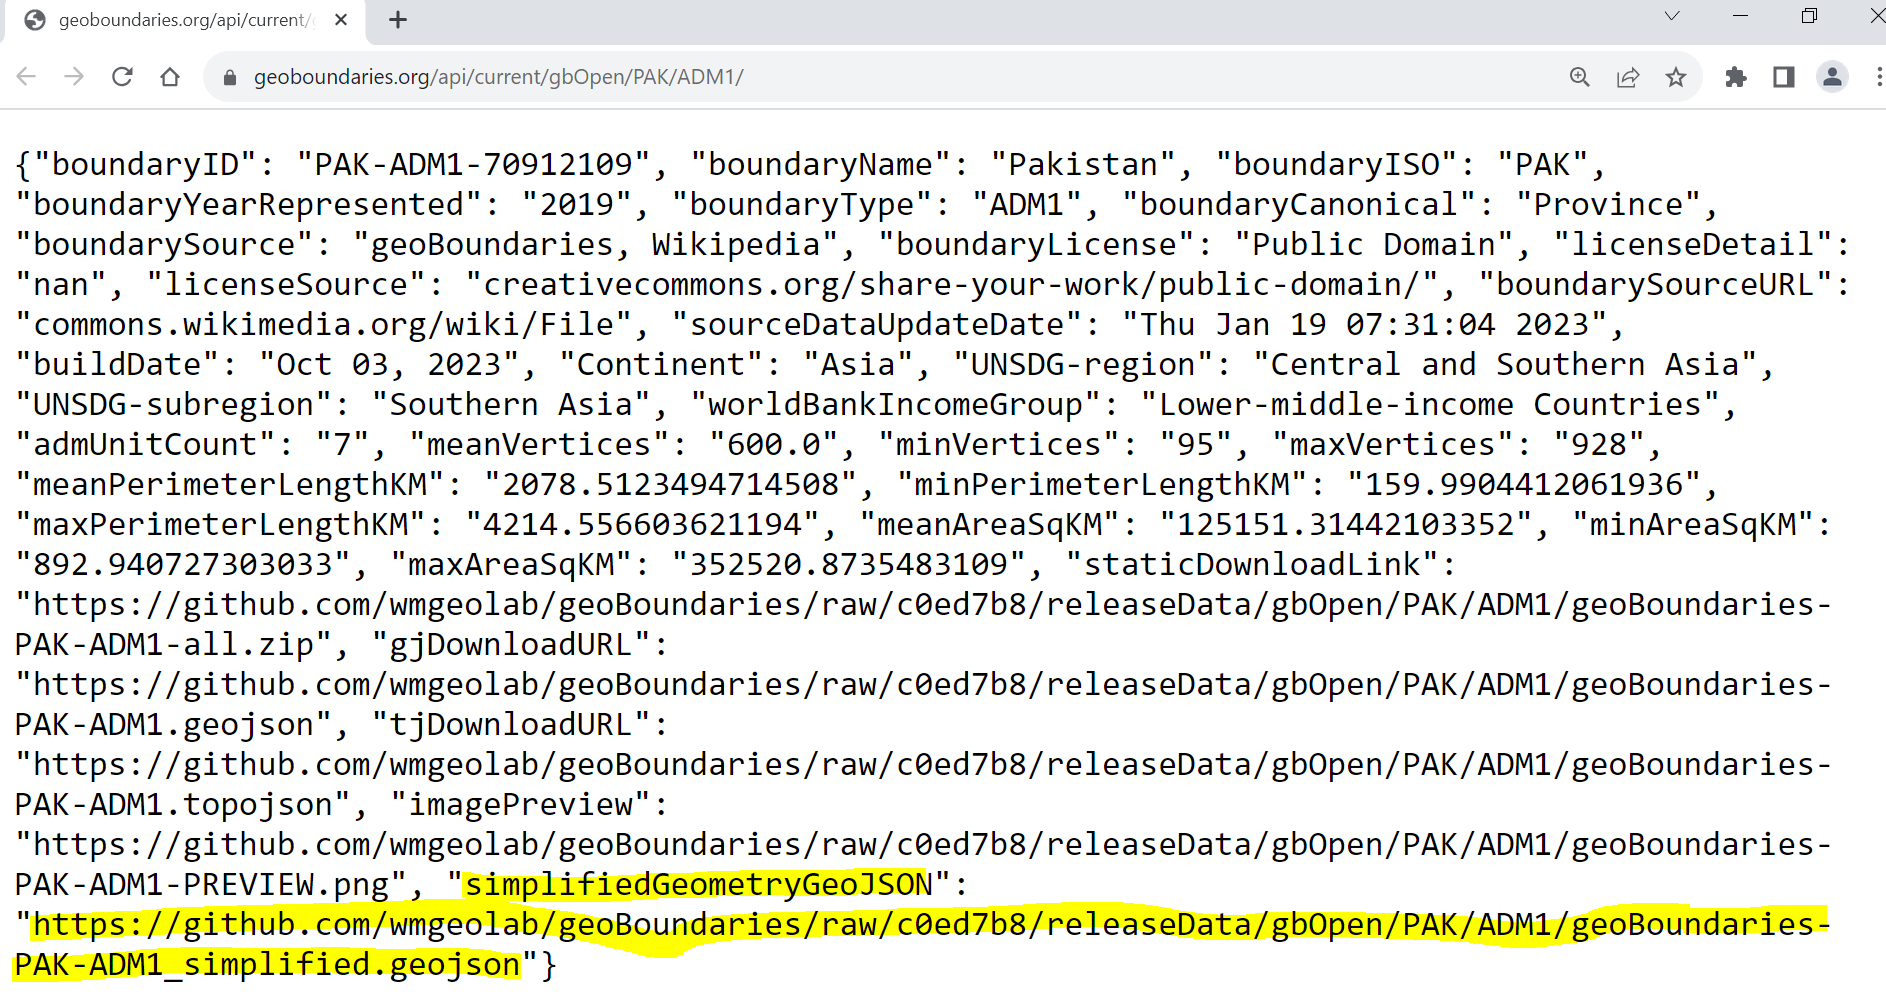 geoboundaries.org/api/current/
geoboundaries.org/api/current/gbOpen/PAK/ADM1/
{"boundaryID": "PAK-ADM1-70912109", "boundaryName": "Pakistan", "boundaryISO": "PAK",
"boundaryYearRepresented": "2019", "boundaryType": "ADM1", "boundaryCanonical": "Province",
"boundarySource": "geoBoundaries, Wikipedia", "boundaryLicense": "Public Domain", "licenseDetail":
"nan", "licenseSource": "creativecommons.org/share-your-work/public-domain/", "boundarySourceURL":
"commons.wikimedia.org/wiki/File", "sourceDataUpdateDate": "Thu Jan 19 07:31:04 2023",
"buildDate": "Oct 03, 2023", "Continent": "Asia", "UNSDG-region": "Central and Southern Asia",
"UNSDG-subregion": "Southern Asia", "worldBankIncomeGroup": "Lower-middle-income Countries",
"admUnitCount": "7", "meanVertices": "600.0", "minVertices": "95", "maxVertices": "928",
"meanPerimeterLengthKM": "2078.5123494714508", "minPerimeterLengthKM": "159.9904412061936",
"maxPerimeterLengthKM": "4214.556603621194", "meanAreaSqKM": "125151.31442103352", "minAreaSqKM":
"892.940727303033", "maxAreaSqKM": "352520.8735483109", "staticDownloadLink":
"https://github.com/wmgeolab/geoBoundaries/raw/c0ed7b8/releaseData/gbOpen/PAK/ADM1/geoBoundaries-
PAK-ADM1-all.zip", "gjDownloadURL":
"https://github.com/wmgeolab/geoBoundaries/raw/c0ed7b8/releaseData/gbOpen/PAK/ADM1/geoBoundaries-
PAK-ADM1.geojson", "tjDownloadURL":
"https://github.com/wmgeolab/geoBoundaries/raw/c0ed7b8/releaseData/gbOpen/PAK/ADM1/geoBoundaries-
PAK-ADM1.topojson", "imagePreview":
"https://github.com/wmgeolab/geoBoundaries/raw/c0ed7b8/releaseData/gbOpen/PAK/ADM1/geoBoundaries-
PAK-ADM1-PREVIEW.png", "simplifiedGeometryGeoJSON":
"https://github.com/wmgeolab/geoBoundaries/raw/c0ed7b8/releaseData/gbOpen/PAK/ADM1/geoBoundaries-
PAK-ADM1_simplified.geojson"}